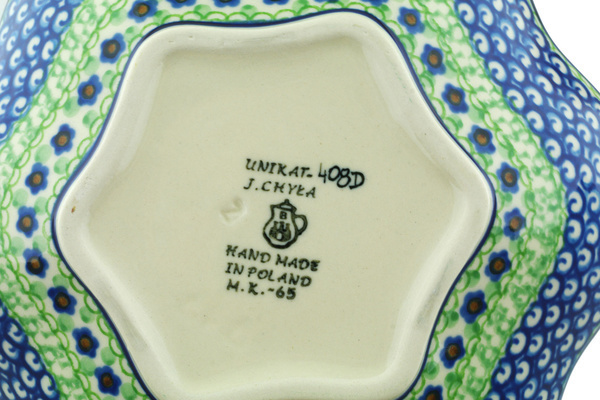 UNIKAT-408D
J. CHYŁA
B
HAND MADE
IN POLAND
M.K.-65